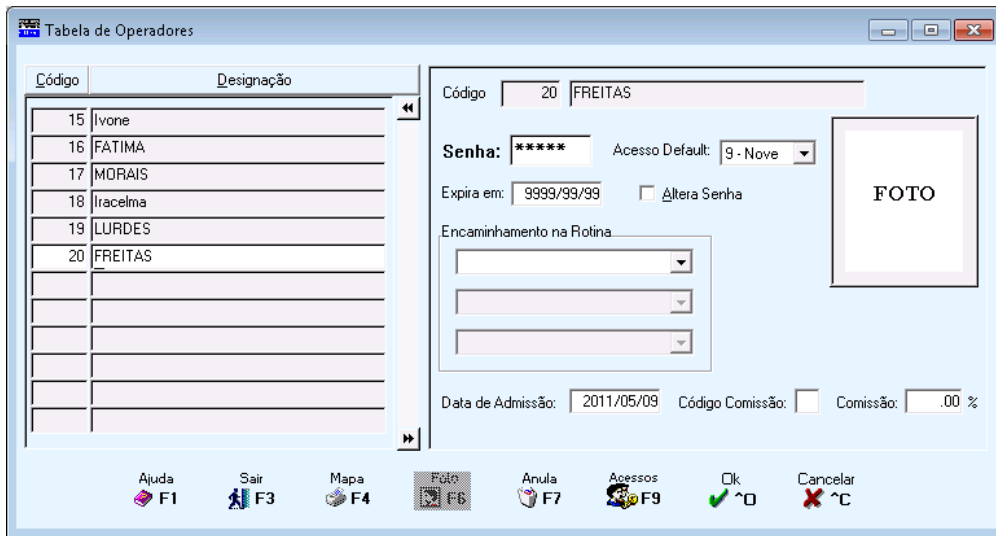 Tabela de Operadores
Código Designação
15 Ivone
16 FATIMA
17 MORAIS
18 Iracelma
19 LURDES
20 FREITAS
Código 20 FREITAS
Senha: ***** Acesso Default: 9 - Nove
FOTO
Expira em: 9999/99/99 Altera Senha
Encaminhamento na Rotina
Data de Admissão: 2011/05/09 Código Comissão: Comissão: .00 %
Ajuda Sair Mapa Foto Anula Acessos Ok Cancelar
F1 F3 F4 F6 F7 F9 ^O ^C